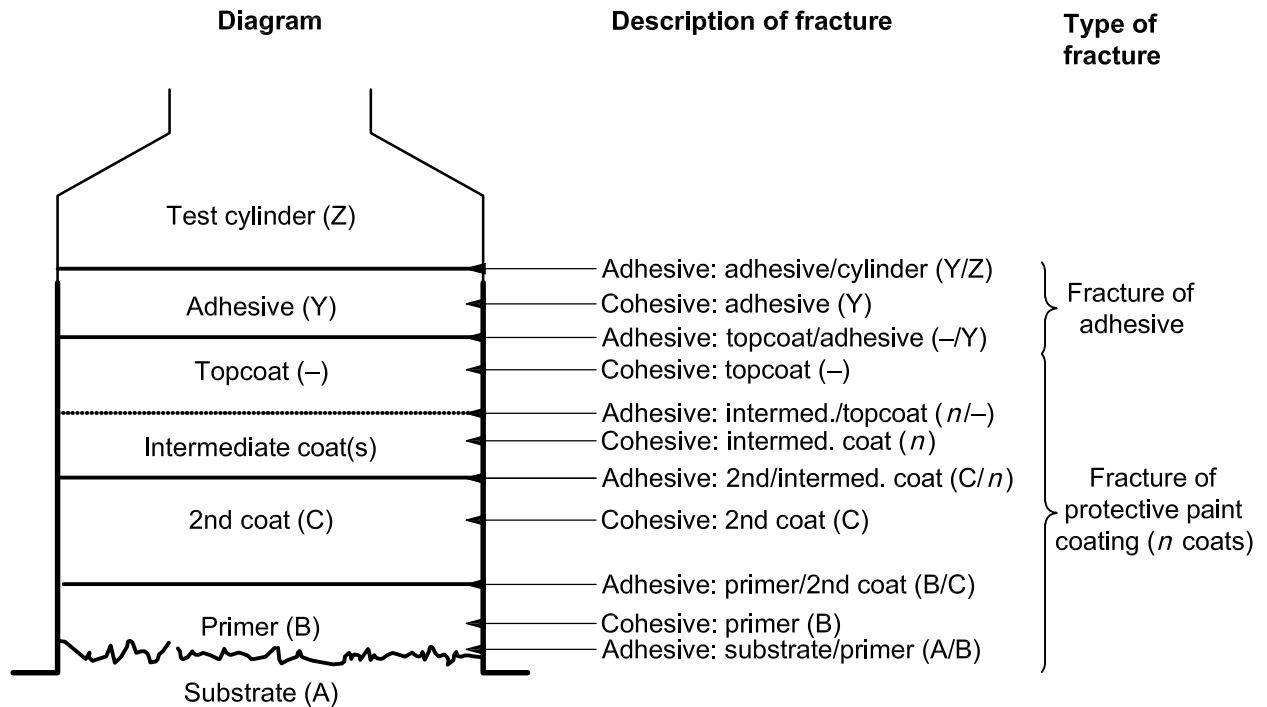 Diagram
Description of fracture
Type of
fracture
Test cylinder (Z)
Adhesive (Y)
Topcoat (–)
Intermediate coat(s)
2nd coat (C)
Primer (B)
Substrate (A)
Adhesive: adhesive/cylinder (Y/Z)
Cohesive: adhesive (Y)
Adhesive: topcoat/adhesive (–/Y)
Cohesive: topcoat (–)
Adhesive: intermed./topcoat (n/–)
Cohesive: intermed. coat (n)
Adhesive: 2nd/intermed. coat (C/n)
Cohesive: 2nd coat (C)
Adhesive: primer/2nd coat (B/C)
Cohesive: primer (B)
Adhesive: substrate/primer (A/B)
Fracture of
adhesive
Fracture of
protective paint
coating (n coats)